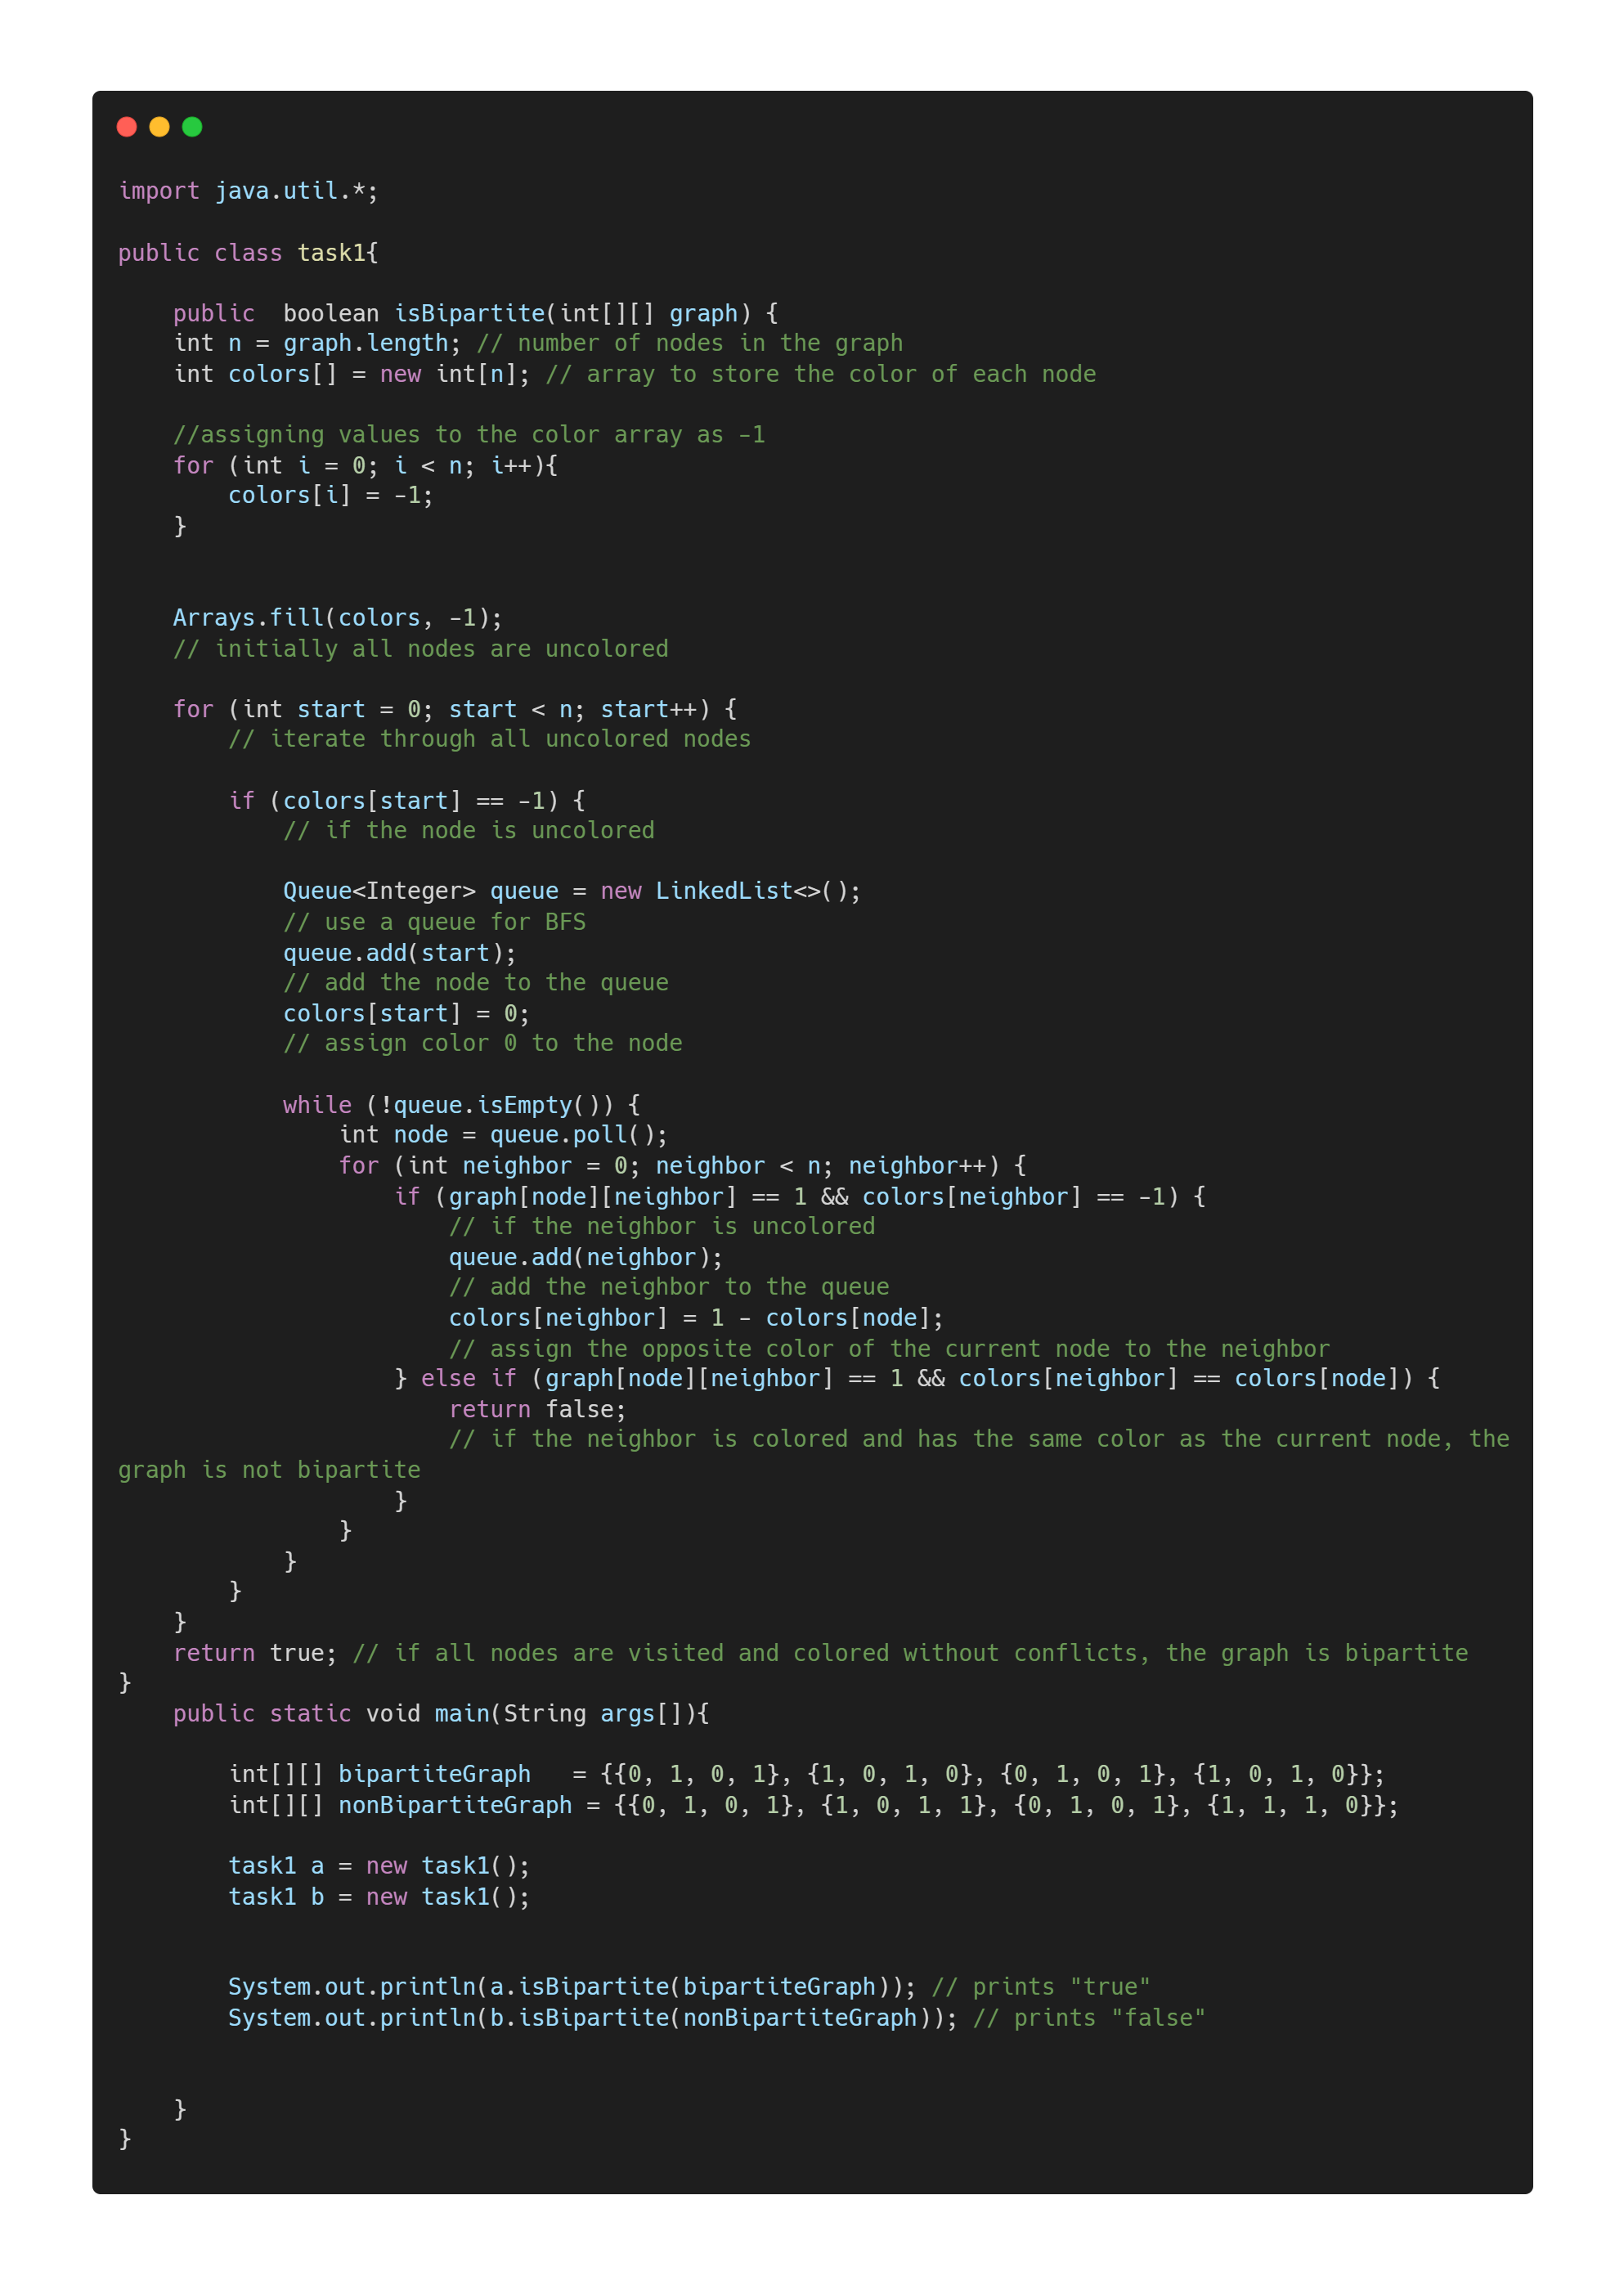 import java.util.*;

public class task1{

    public  boolean isBipartite(int[][] graph) {
    int n = graph.length; // number of nodes in the graph
    int colors[] = new int[n]; // array to store the color of each node

    //assigning values to the color array as -1
    for (int i = 0; i < n; i++){
        colors[i] = -1;
    }


    Arrays.fill(colors, -1);
    // initially all nodes are uncolored

    for (int start = 0; start < n; start++) {
        // iterate through all uncolored nodes

        if (colors[start] == -1) {
            // if the node is uncolored

            Queue<Integer> queue = new LinkedList<>();
            // use a queue for BFS
            queue.add(start);
            // add the node to the queue
            colors[start] = 0;
            // assign color 0 to the node

            while (!queue.isEmpty()) {
                int node = queue.poll();
                for (int neighbor = 0; neighbor < n; neighbor++) {
                    if (graph[node][neighbor] == 1 && colors[neighbor] == -1) {
                        // if the neighbor is uncolored
                        queue.add(neighbor);
                        // add the neighbor to the queue
                        colors[neighbor] = 1 - colors[node];
                        // assign the opposite color of the current node to the neighbor
                    } else if (graph[node][neighbor] == 1 && colors[neighbor] == colors[node]) {
                        return false;
                        // if the neighbor is colored and has the same color as the current node, the
graph is not bipartite
                    }
                }
            }
        }
    }
    return true; // if all nodes are visited and colored without conflicts, the graph is bipartite
}
    public static void main(String args[]){

        int[][] bipartiteGraph   = {{0, 1, 0, 1}, {1, 0, 1, 0}, {0, 1, 0, 1}, {1, 0, 1, 0}};
        int[][] nonBipartiteGraph = {{0, 1, 0, 1}, {1, 0, 1, 1}, {0, 1, 0, 1}, {1, 1, 1, 0}};

        task1 a = new task1();
        task1 b = new task1();


        System.out.println(a.isBipartite(bipartiteGraph)); // prints "true"
        System.out.println(b.isBipartite(nonBipartiteGraph)); // prints "false"


    }
}